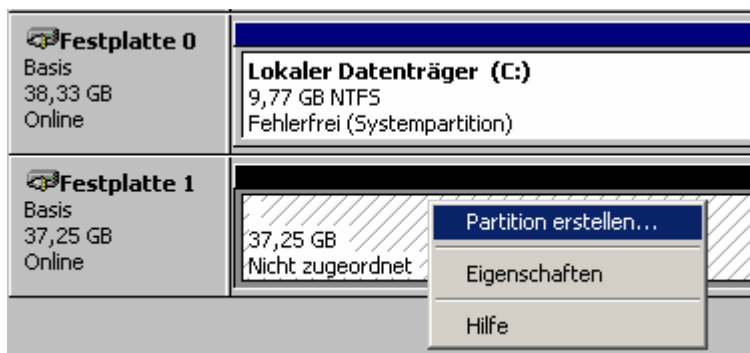 Festplatte 0
Basis
38,33 GB
Online
Lokaler Datenträger (C:)
9,77 GB NTFS
Fehlerfrei (Systempartition)
Festplatte 1
Basis
37,25 GB
Online
37,25 GB
Nicht zugeordnet
Partition erstellen...
Eigenschaften
Hilfe